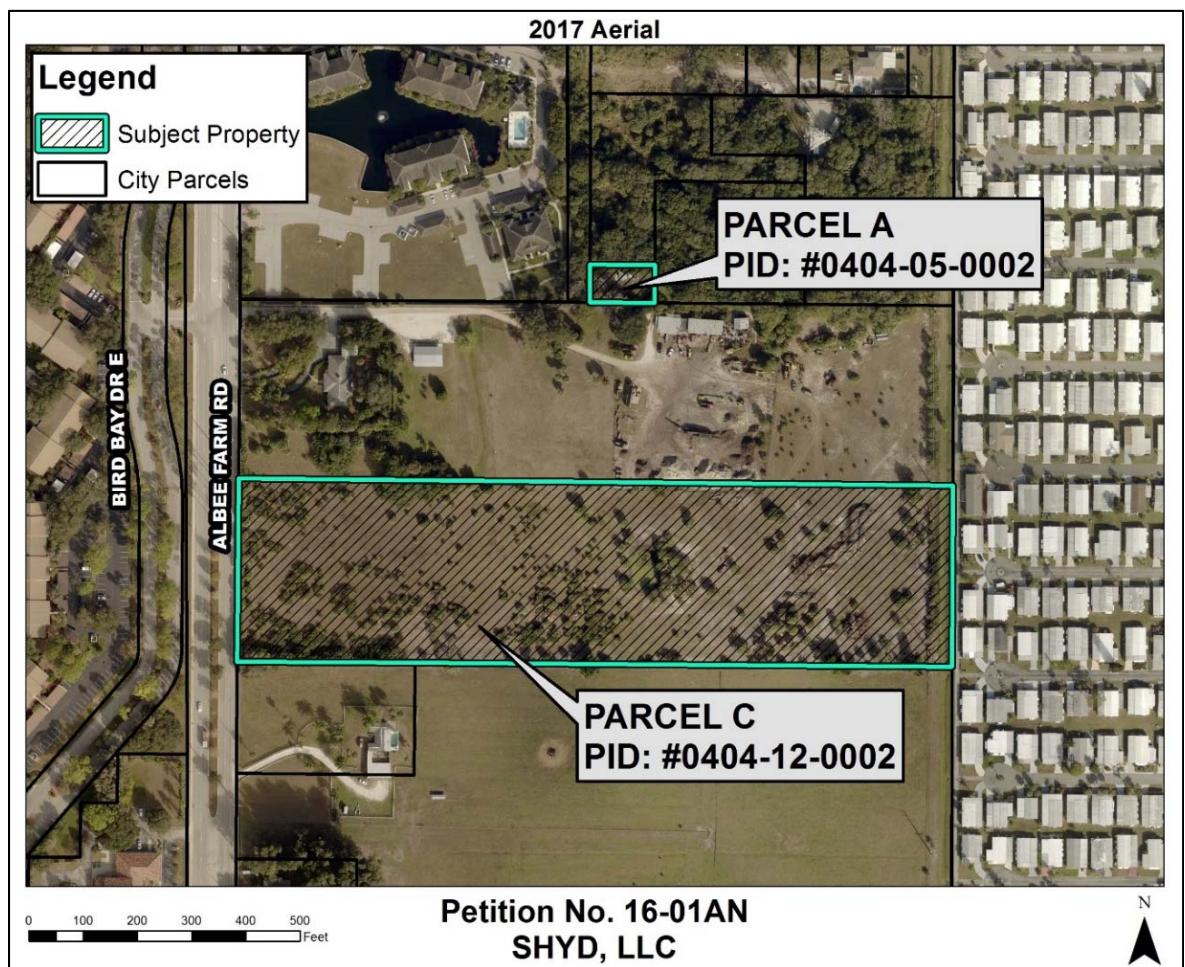 2017 Aerial
Legend
Subject Property
City Parcels
PARCEL A
PID: #0404-05-0002
BIRD BAY DR E
ALBEE FARM RD
PARCEL C
PID: #0404-12-0002
0 100 200 300 400 500
Feet
Petition No. 16-01AN
SHYD, LLC
N